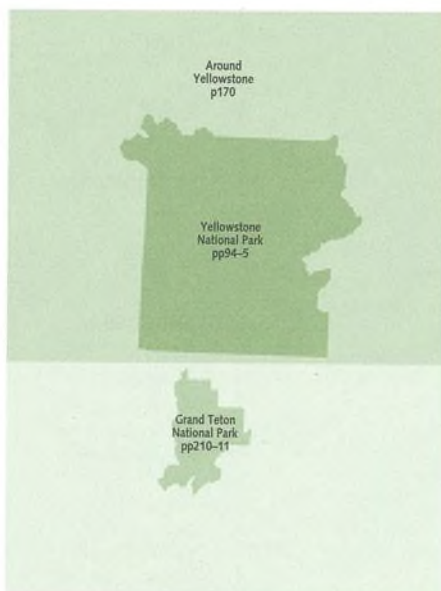 Around
Yellowstone
p170
Yellowstone
National Park
pp94–5
Grand Teton
National Park
pp210–11